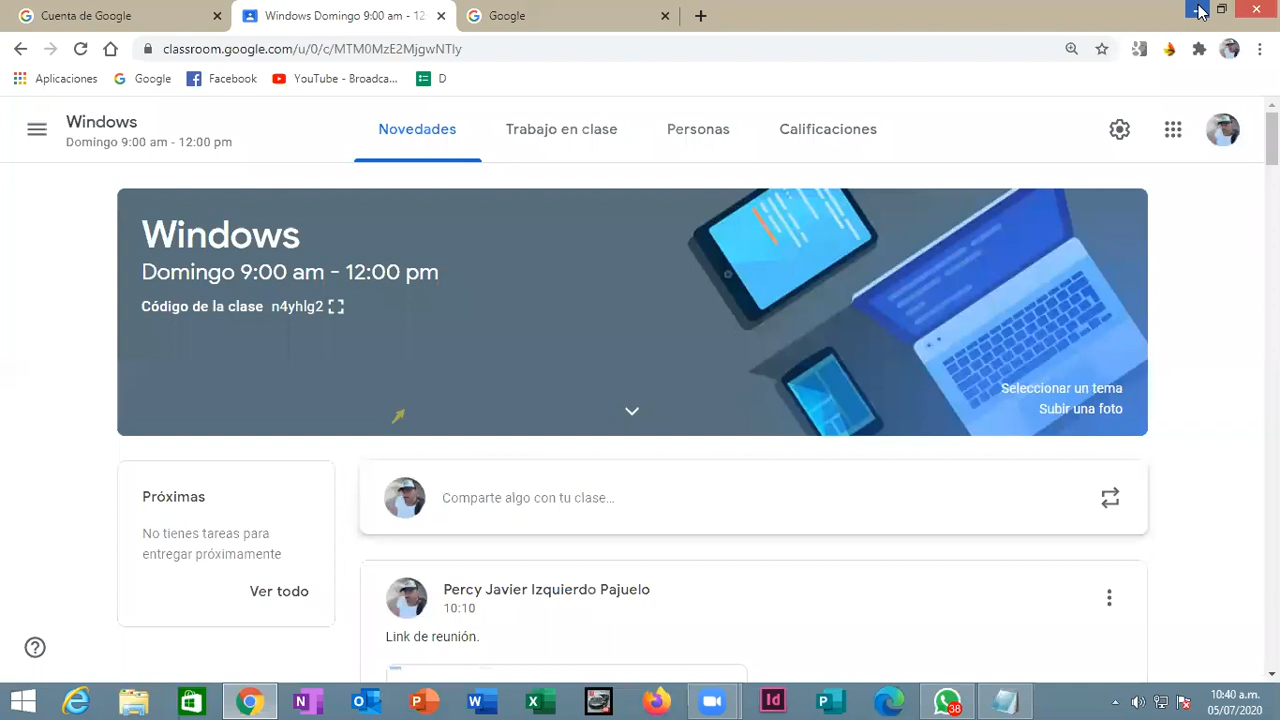 Cuenta de Google
Windows Domingo 9:00 am - 12
Google
classroom.google.com/u/0/c/MTM0MzE2MjgwNTIy
Aplicaciones
Google
Facebook
YouTube - Broadca...
D
Windows
Domingo 9:00 am - 12:00 pm
Novedades
Trabajo en clase
Personas
Calificaciones
Windows
Domingo 9:00 am - 12:00 pm
Código de la clase n4yhlg2
Seleccionar un tema
Subir una foto
Próximas
No tienes tareas para
entregar próximamente
Ver todo
Comparte algo con tu clase...
Percy Javier Izquierdo Pajuelo
10:10
Link de reunión.
38
10:40 a.m.
05/07/2020